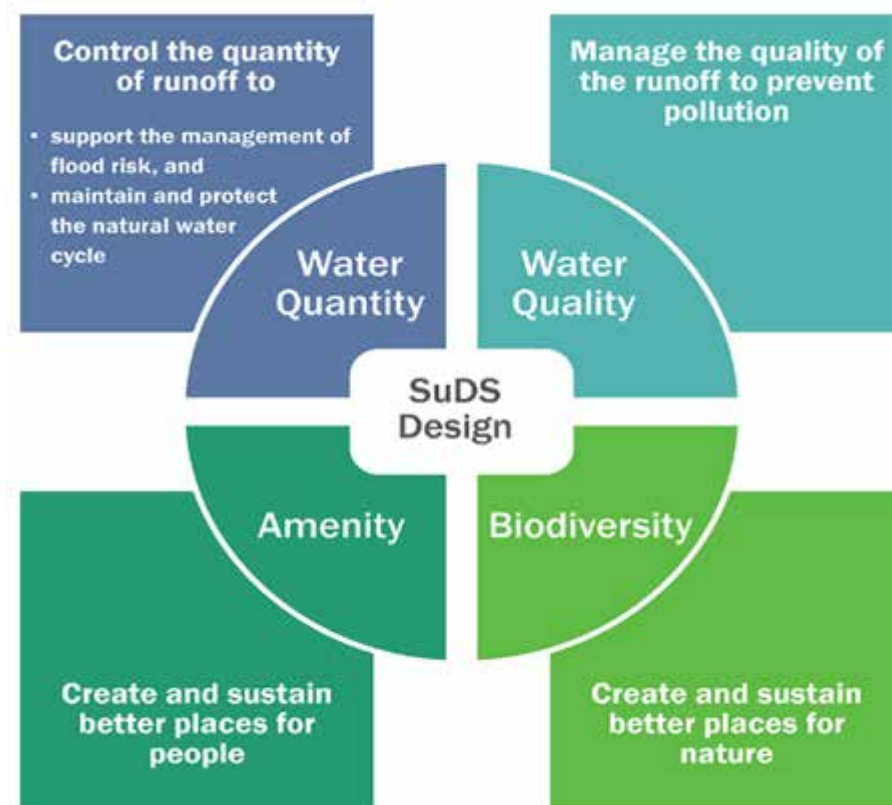 Control the quantity
of runoff to
• support the management of
flood risk, and
• maintain and protect
the natural water
cycle
Manage the quality of
the runoff to prevent
pollution
Water
Quantity
Water
Quality
SuDS
Design
Amenity
Biodiversity
Create and sustain
better places for
people
Create and sustain
better places for
nature